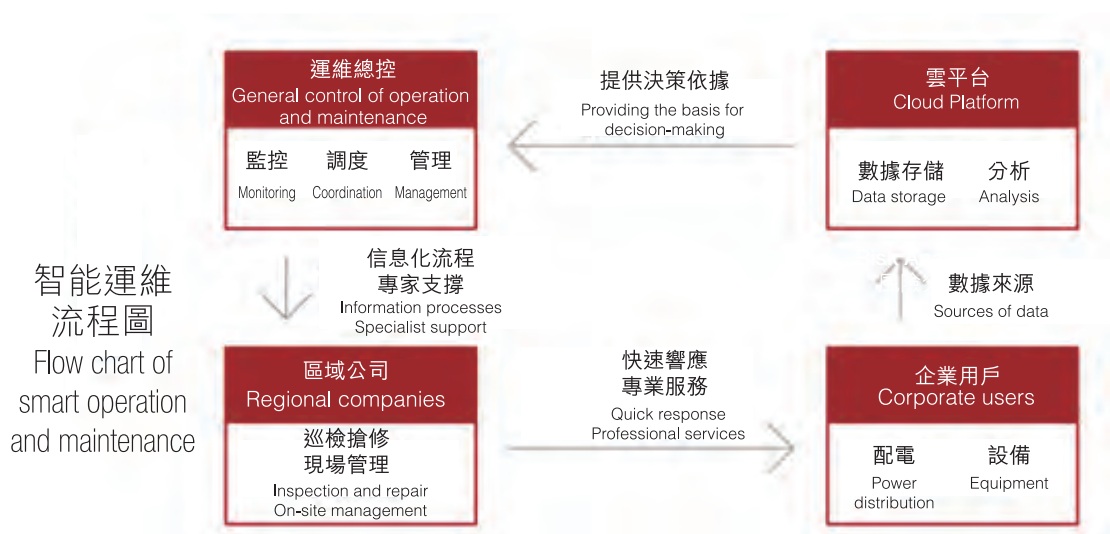 智能運維
流程圖
Flow chart of
smart operation
and maintenance
運維總控
General control of operation
and maintenance
監控 調度 管理
Monitoring Coordination Management
提供決策依據
Providing the basis for
decision-making
雲平台
Cloud Platform
數據存儲 分析
Data storage Analysis
信息化流程
專家支撐
Information processes
Specialist support
數據來源
Sources of data
區域公司
Regional companies
巡檢搶修
現場管理
Inspection and repair
On-site management
快速響應
專業服務
Quick response
Professional services
企業用戶
Corporate users
配電 設備
Power Equipment
distribution